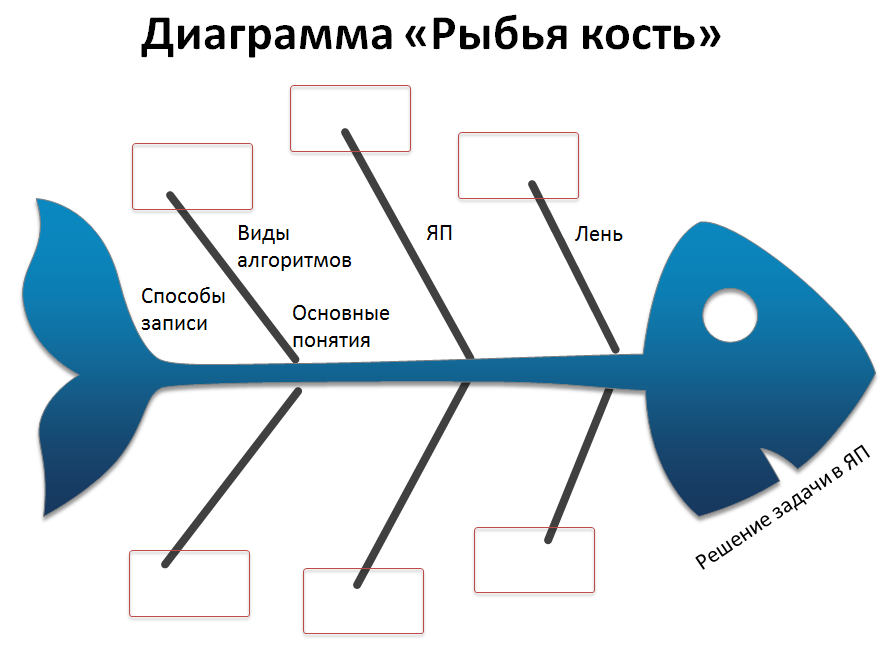 Диаграмма «Рыбья кость»
Виды
алгоритмов
ЯП
Лень
Способы
записи
Основные
понятия
Решение задачи в ЯП